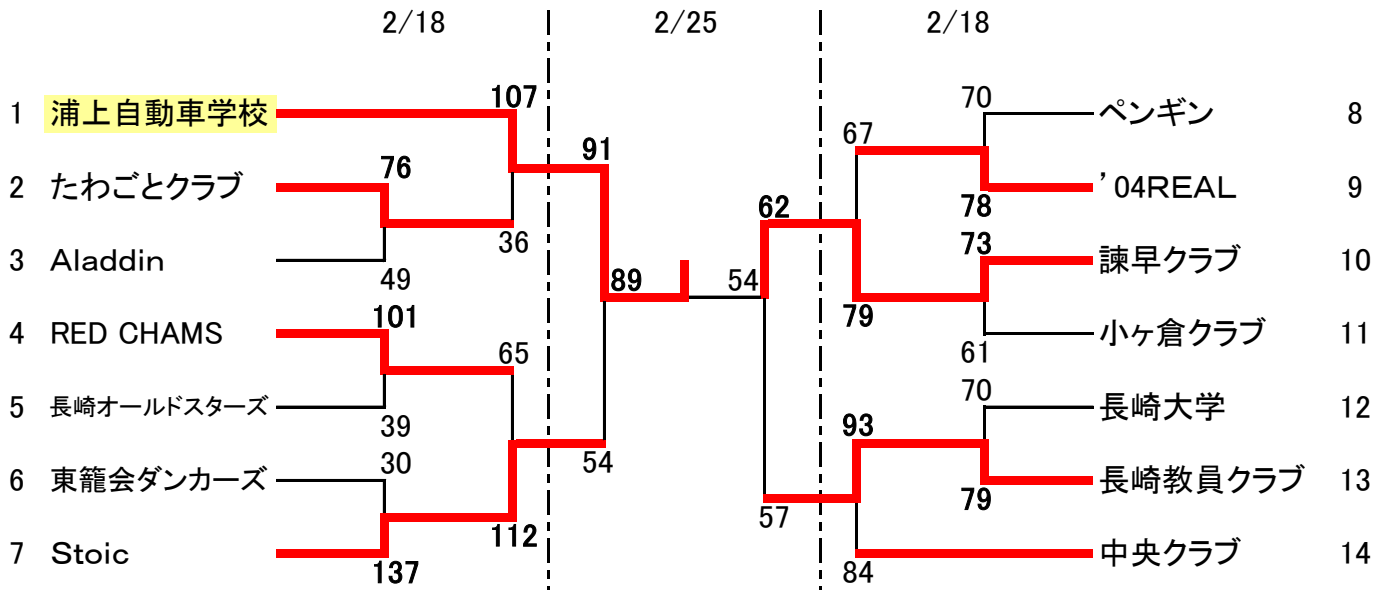 2/18 2/25 2/18
107 70
1 浦上自動車学校 ペンギン 8
91 67
76
2 たわごとクラブ ’04REAL 9
62 78
36 73
3 Aladdin 諫早クラブ 10
49 89 54
101 79
4 RED CHAMS 小ヶ倉クラブ 11
65 61
70
5 長崎オールドスターズ 長崎大学 12
39 93
30 54
6 東籠会ダンカーズ 長崎教員クラブ 13
79
112 57
7 Stoic 中央クラブ 14
137 84